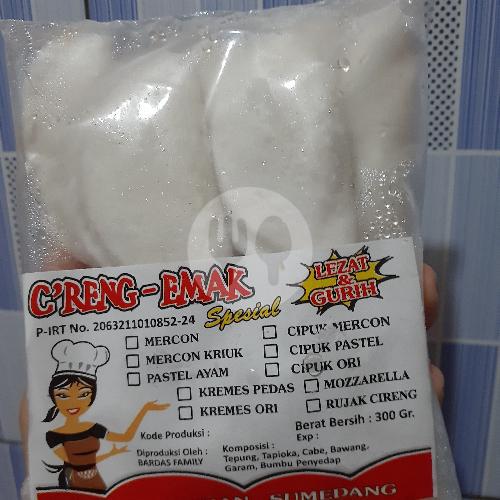 C'RENG-EMAK
Spesial
LEZAT
&
GURIH
P-IRT No. 2063211010852-24
MERCON
MERCON KRIUK
PASTEL AYAM
KREMES PEDAS
KREMES ORI
CIPUK MERCON
CIPUK PASTEL
CIPUK ORI
MOZZARELLA
RUJAK CIRENG
Kode Produksi :
Diproduksi Oleh :
BARDAS FAMILY
Komposisi :
Tepung, Tapioka, Cabe, Bawang,
Garam, Bumbu Penyedap
Berat Bersih : 300 Gr.
Exp :
SUMEDANG